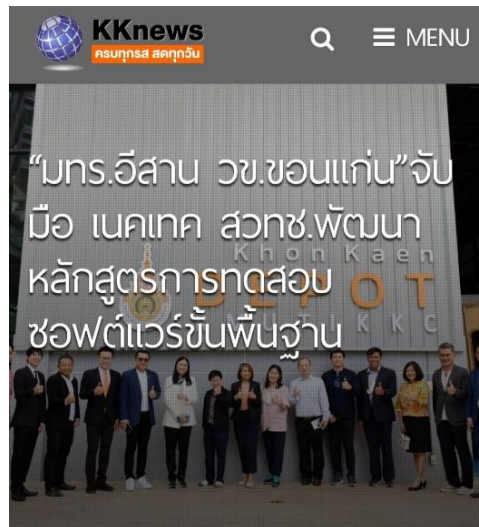 KKnews
ครบทุกรส สดทุกวัน
MENU
“มทร.อีสาน วข.ขอนแก่น”จับ
มือ เนคเทค สวทช.พัฒนา
หลักสูตรการทดสอบ
ซอฟต์แวร์ขั้นพื้นฐาน
Khon Kaen
DEPOT
KKC